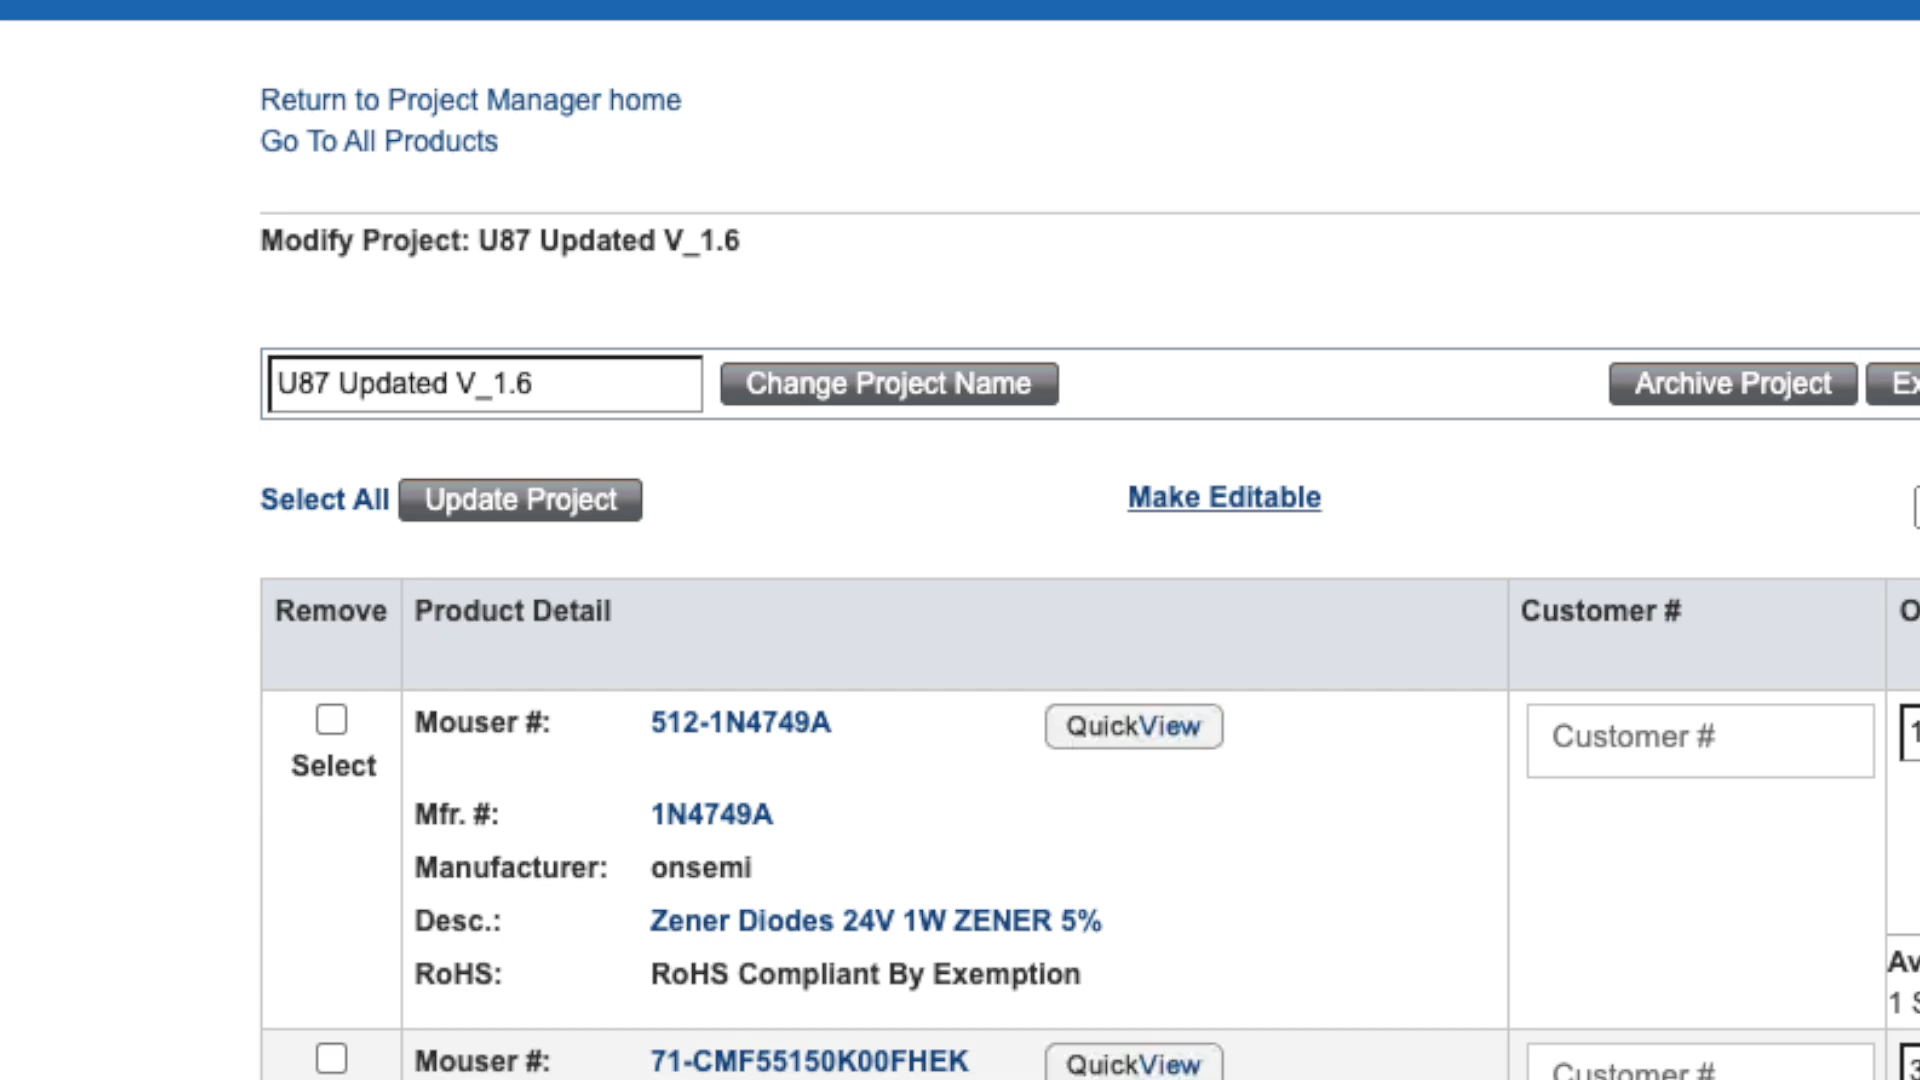 Return to Project Manager home
Go To All Products
Modify Project: U87 Updated V_1.6
U87 Updated V_1.6 Change Project Name Archive Project
Select All Update Project Make Editable
Remove Product Detail Customer #
Mouser #: 512-1N4749A QuickView Customer #
Select
Mfr. #: 1N4749A
Manufacturer: onsemi
Desc.: Zener Diodes 24V 1W ZENER 5%
RoHS: RoHS Compliant By Exemption
Mouser #: 71-CMF55150K00FHEK QuickView Customer #